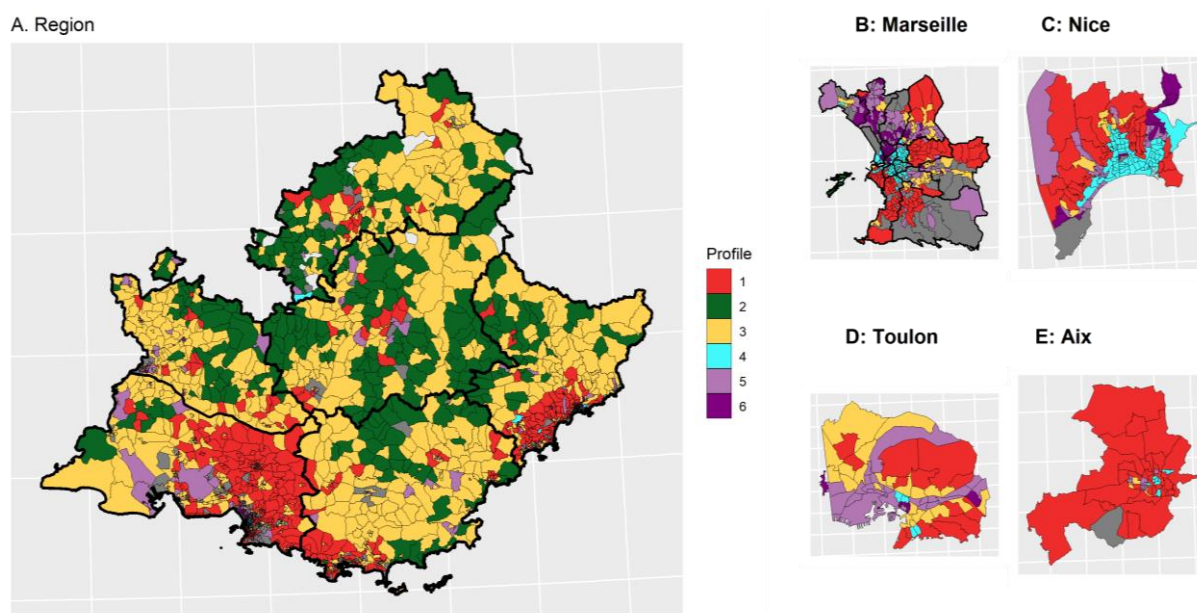 A. Region
B: Marseille
C: Nice
Profile
1
2
3
4
5
6
D: Toulon
E: Aix